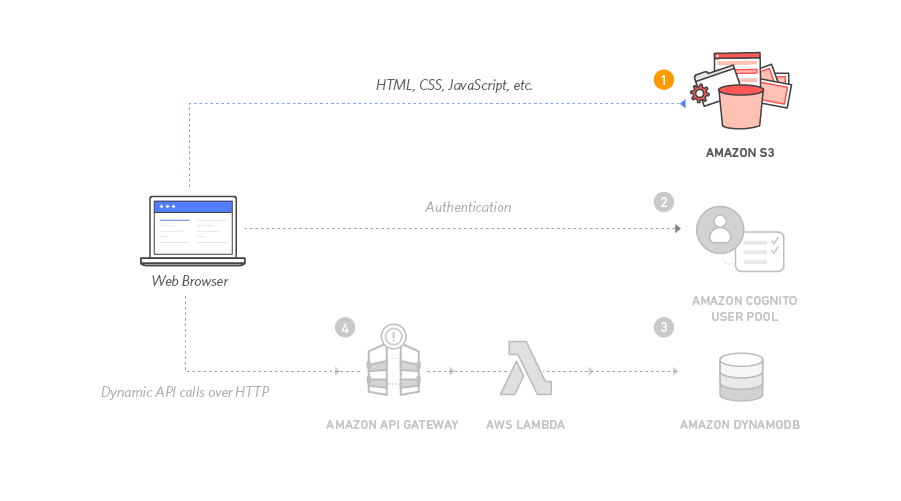 HTML, CSS, JavaScript, etc.
1
AMAZON S3
Authentication
2
Web Browser
AMAZON COGNITO
USER POOL
4
3
Dynamic API calls over HTTP
AMAZON API GATEWAY
AWS LAMBDA
AMAZON DYNAMODB